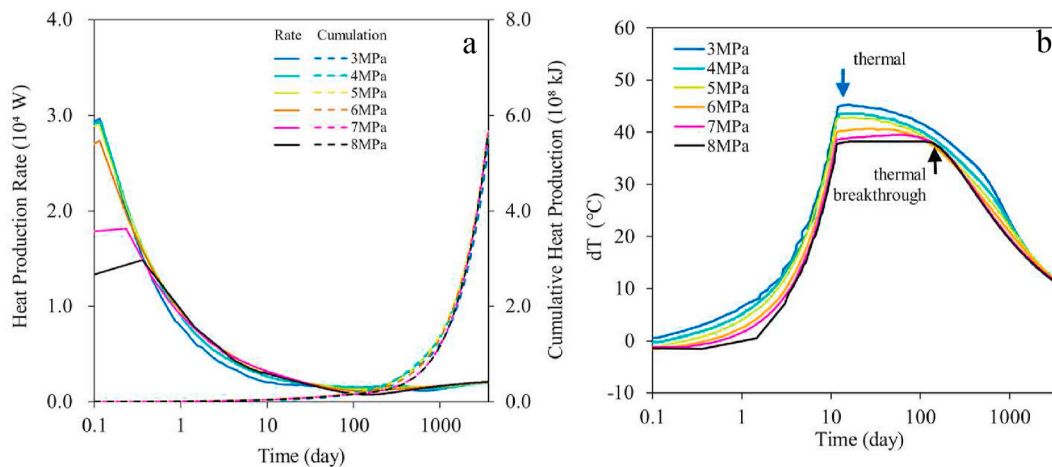 a
Rate Cumulation
3MPa
4MPa
5MPa
6MPa
7MPa
8MPa
Heat Production Rate (10⁴ W)
4.0
3.0
2.0
1.0
0.0
8.0
6.0
4.0
2.0
0.0
Cumulative Heat Production (10⁸ kJ)
0.1 1 10 100 1000
Time (day)
b
3MPa
4MPa
5MPa
6MPa
7MPa
8MPa
thermal
thermal
breakthrough
dT (°C)
60
50
40
30
20
10
0
-10
0.1 1 10 100 1000
Time (day)